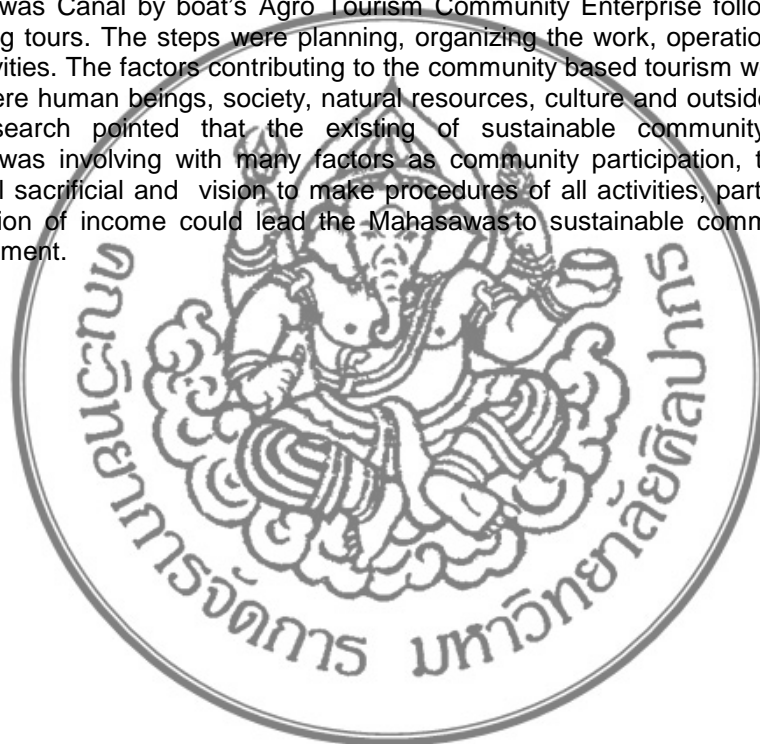 was Canal by boat's Agro Tourism Community Enterprise follo
g tours. The steps were planning, organizing the work, operatio
vities. The factors contributing to the community based tourism w
ere human beings, society, natural resources, culture and outside
search pointed that the existing of sustainable community
was involving with many factors as community participation, t
l sacrificial and vision to make procedures of all activities, part
ion of income could lead the Mahasawas to sustainable comm
ment.
คณะวิทยาการจัดการ มหาวิทยาลัยศิลปากร